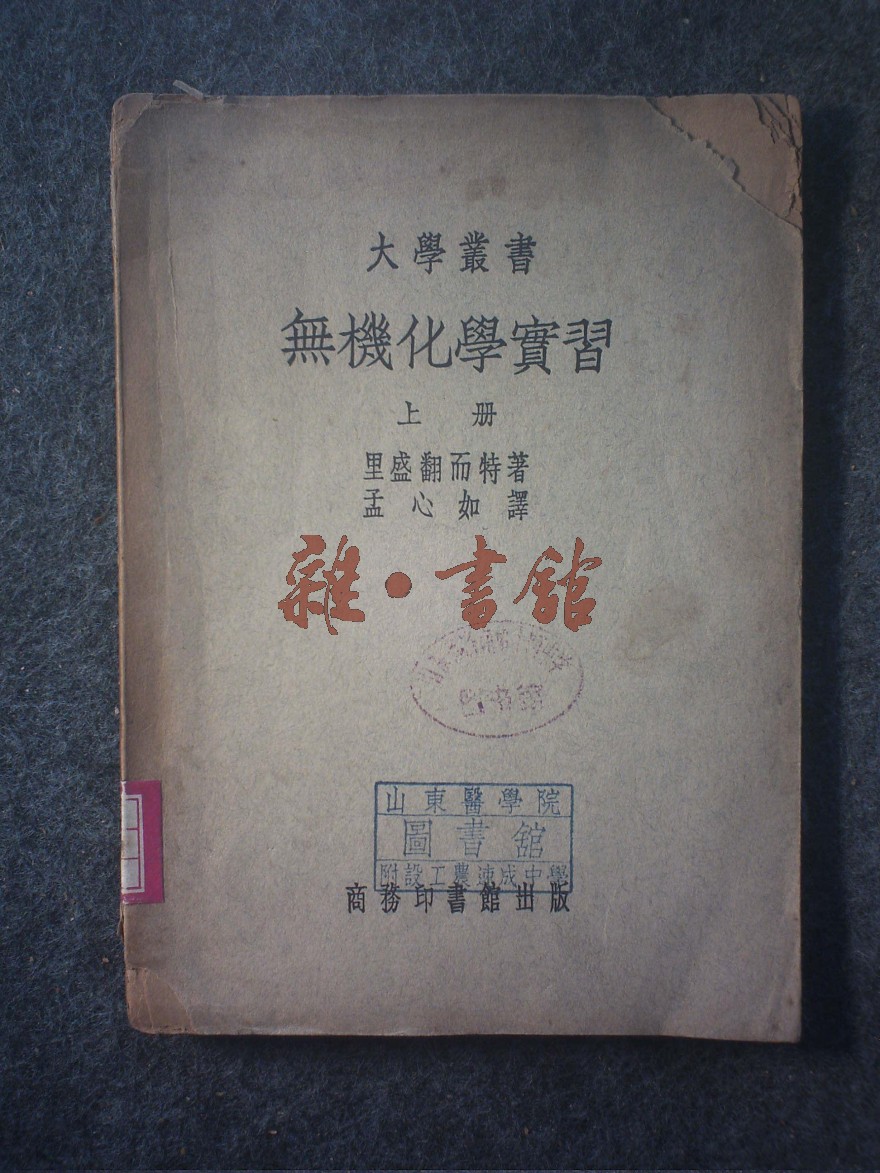 大學叢書
無機化學實習
上册
里盛翻而特著
孟心如譯
雜·書館
山東醫學院
圖書館
附設工農速成中學
商務印書館出版